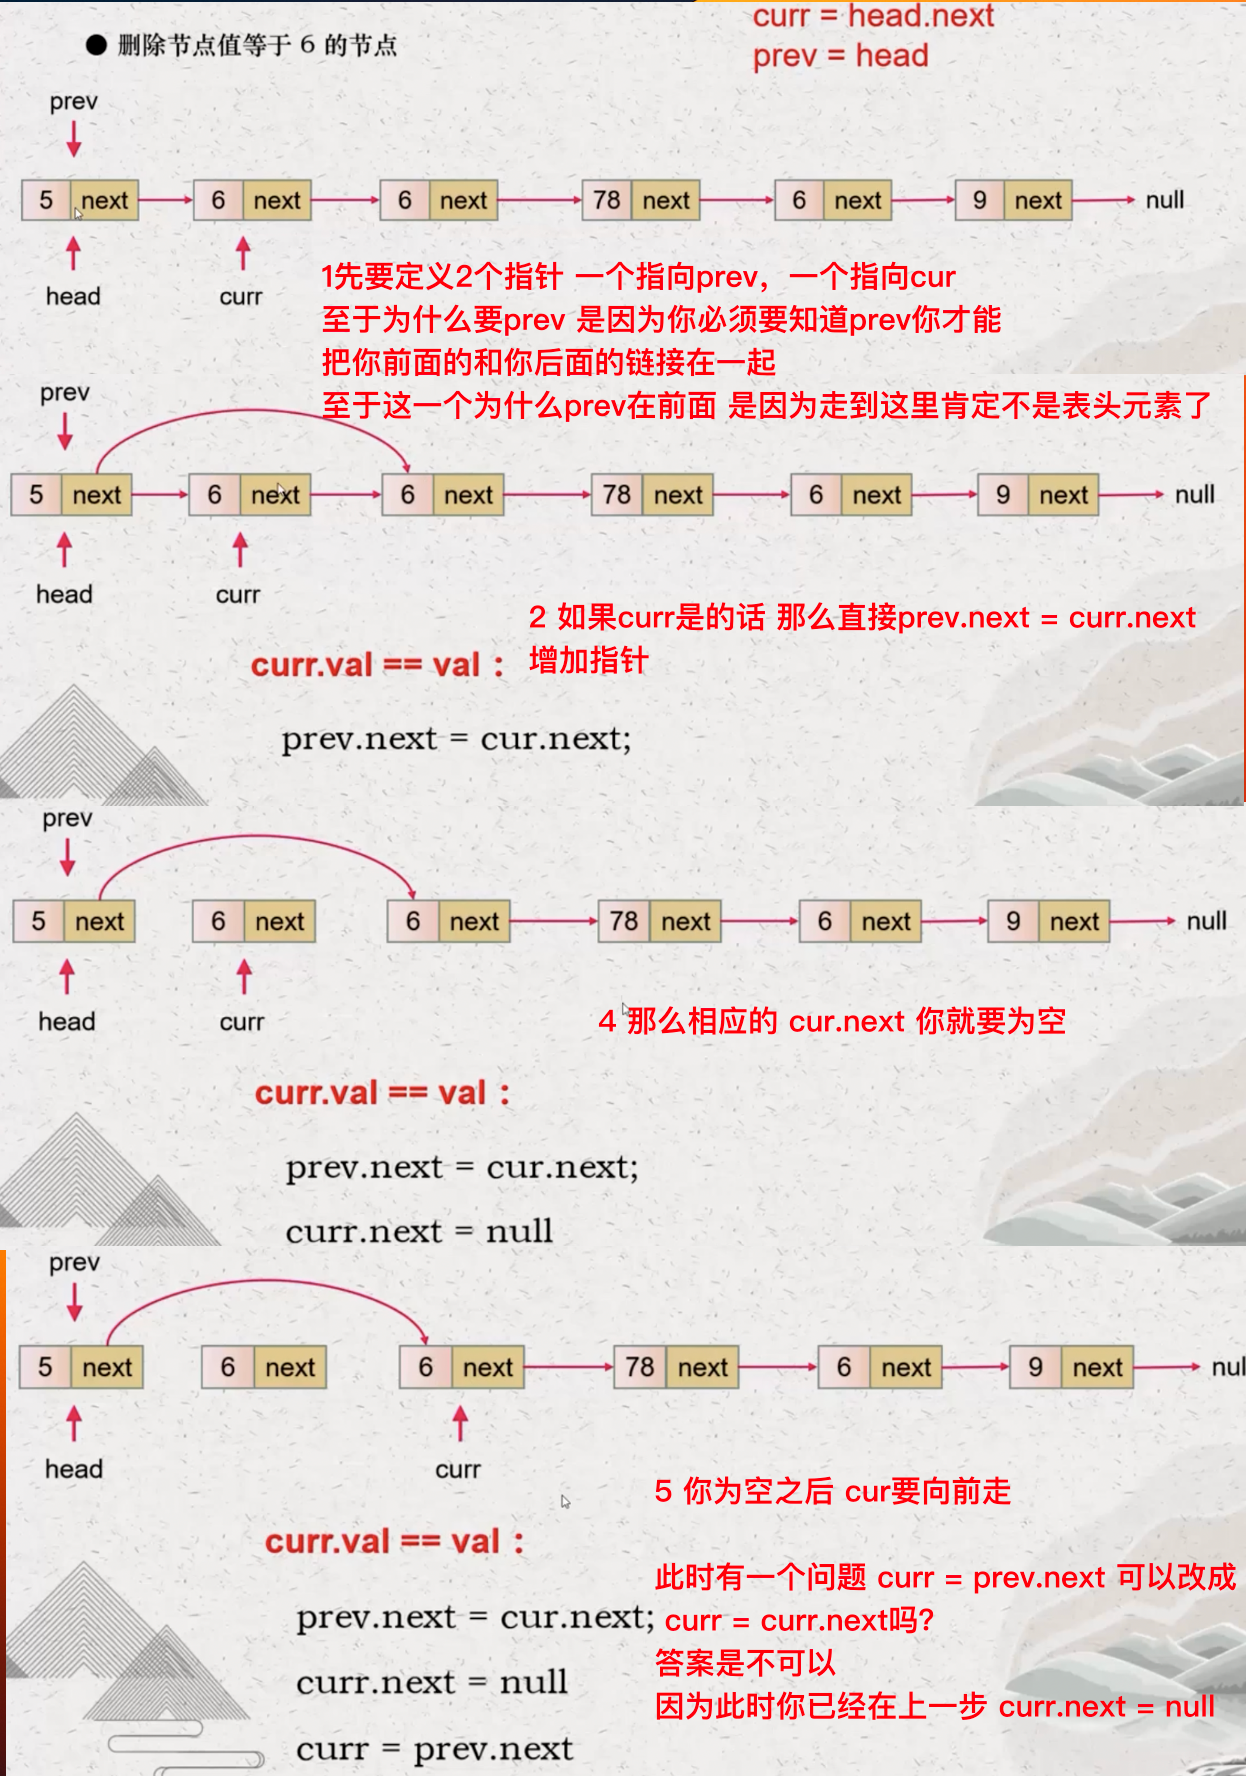 curr = head.next
● 删除节点值等于 6 的节点
prev = head
prev
5 next 6 next 6 next 78 next 6 next 9 next null
head curr
1先要定义2个指针 一个指向prev，一个指向cur
至于为什么要prev 是因为你必须要知道prev你才能
把你前面的和你后面的链接在一起
prev
至于这一个为什么prev在前面 是因为走到这里肯定不是表头元素了
5 next 6 next 6 next 78 next 6 next 9 next null
head curr
2 如果curr是的话 那么直接prev.next = curr.next
增加指针
curr.val == val：
prev.next = cur.next;
prev
5 next 6 next 6 next 78 next 6 next 9 next null
head curr
4 那么相应的 cur.next 你就要为空
curr.val == val：
prev.next = cur.next;
curr.next = null
prev
5 next 6 next 6 next 78 next 6 next 9 next nul
head curr
5 你为空之后 cur要向前走
curr.val == val：
此时有一个问题 curr = prev.next 可以改成
prev.next = cur.next;
curr = curr.next吗？
答案是不可以
curr.next = null
因为此时你已经在上一步 curr.next = null
curr = prev.next